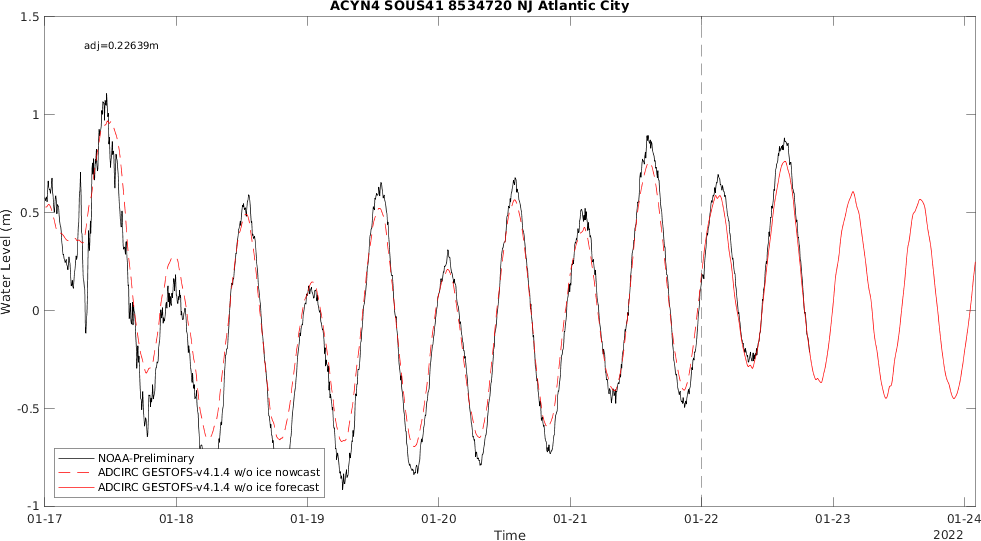 ACYN4 SOUS41 8534720 NJ Atlantic City
1.5
adj=0.22639m
1
0.5
Water Level (m)
0
-0.5
NOAA-Preliminary
ADCIRC GESTOFS-v4.1.4 w/o ice nowcast
ADCIRC GESTOFS-v4.1.4 w/o ice forecast
-1
01-17 01-18 01-19 01-20 01-21 01-22 01-23 01-24
Time
2022